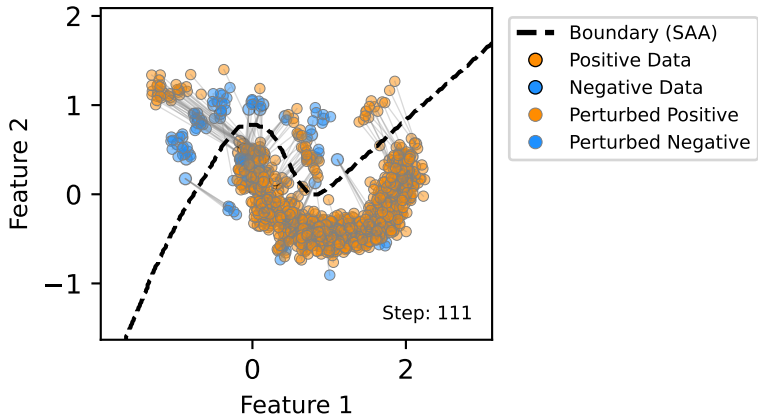 2
1
0
−1
Feature 2
0
2
Feature 1
Step: 111
Boundary (SAA)
Positive Data
Negative Data
Perturbed Positive
Perturbed Negative